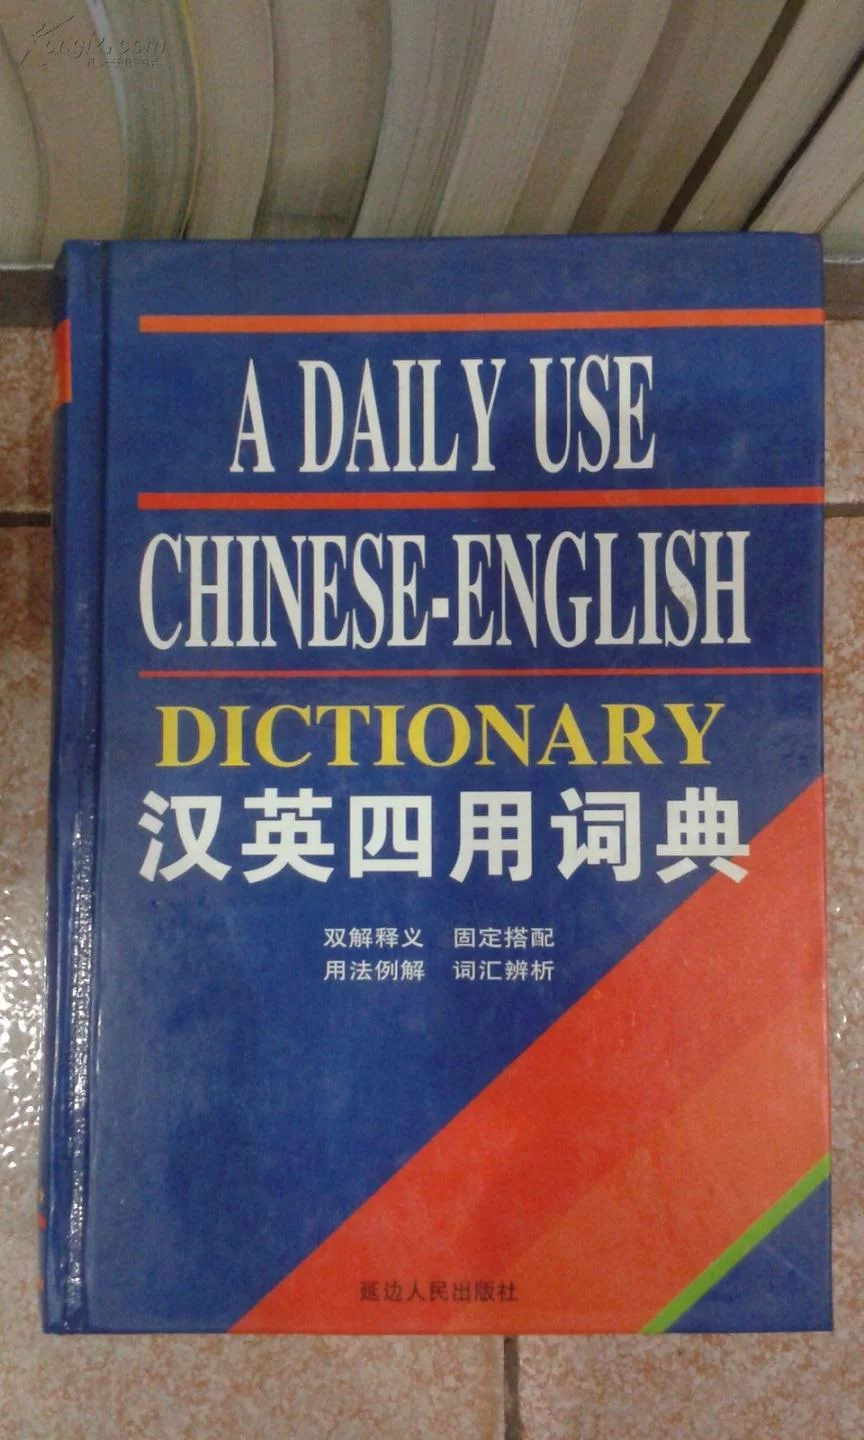 A DAILY USE
CHINESE-ENGLISH
DICTIONARY
汉英四用词典
双解释义 固定搭配
用法例解 词汇辨析
延边人民出版社